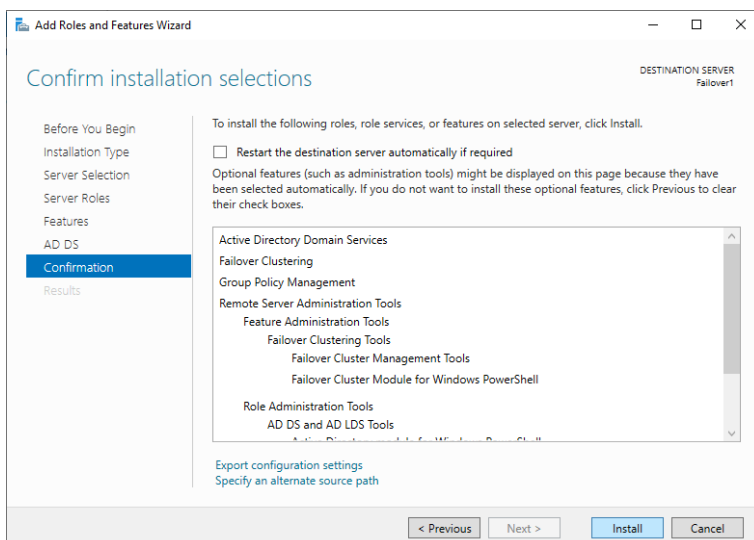 Add Roles and Features Wizard
Confirm installation selections
DESTINATION SERVER
Failover1
Before You Begin
Installation Type
Server Selection
Server Roles
Features
AD DS
Confirmation
Results
To install the following roles, role services, or features on selected server, click Install.
Restart the destination server automatically if required
Optional features (such as administration tools) might be displayed on this page because they have
been selected automatically. If you do not want to install these optional features, click Previous to clear
their check boxes.
Active Directory Domain Services
Failover Clustering
Group Policy Management
Remote Server Administration Tools
Feature Administration Tools
Failover Clustering Tools
Failover Cluster Management Tools
Failover Cluster Module for Windows PowerShell
Role Administration Tools
AD DS and AD LDS Tools
Export configuration settings
Specify an alternate source path
< Previous
Next >
Install
Cancel